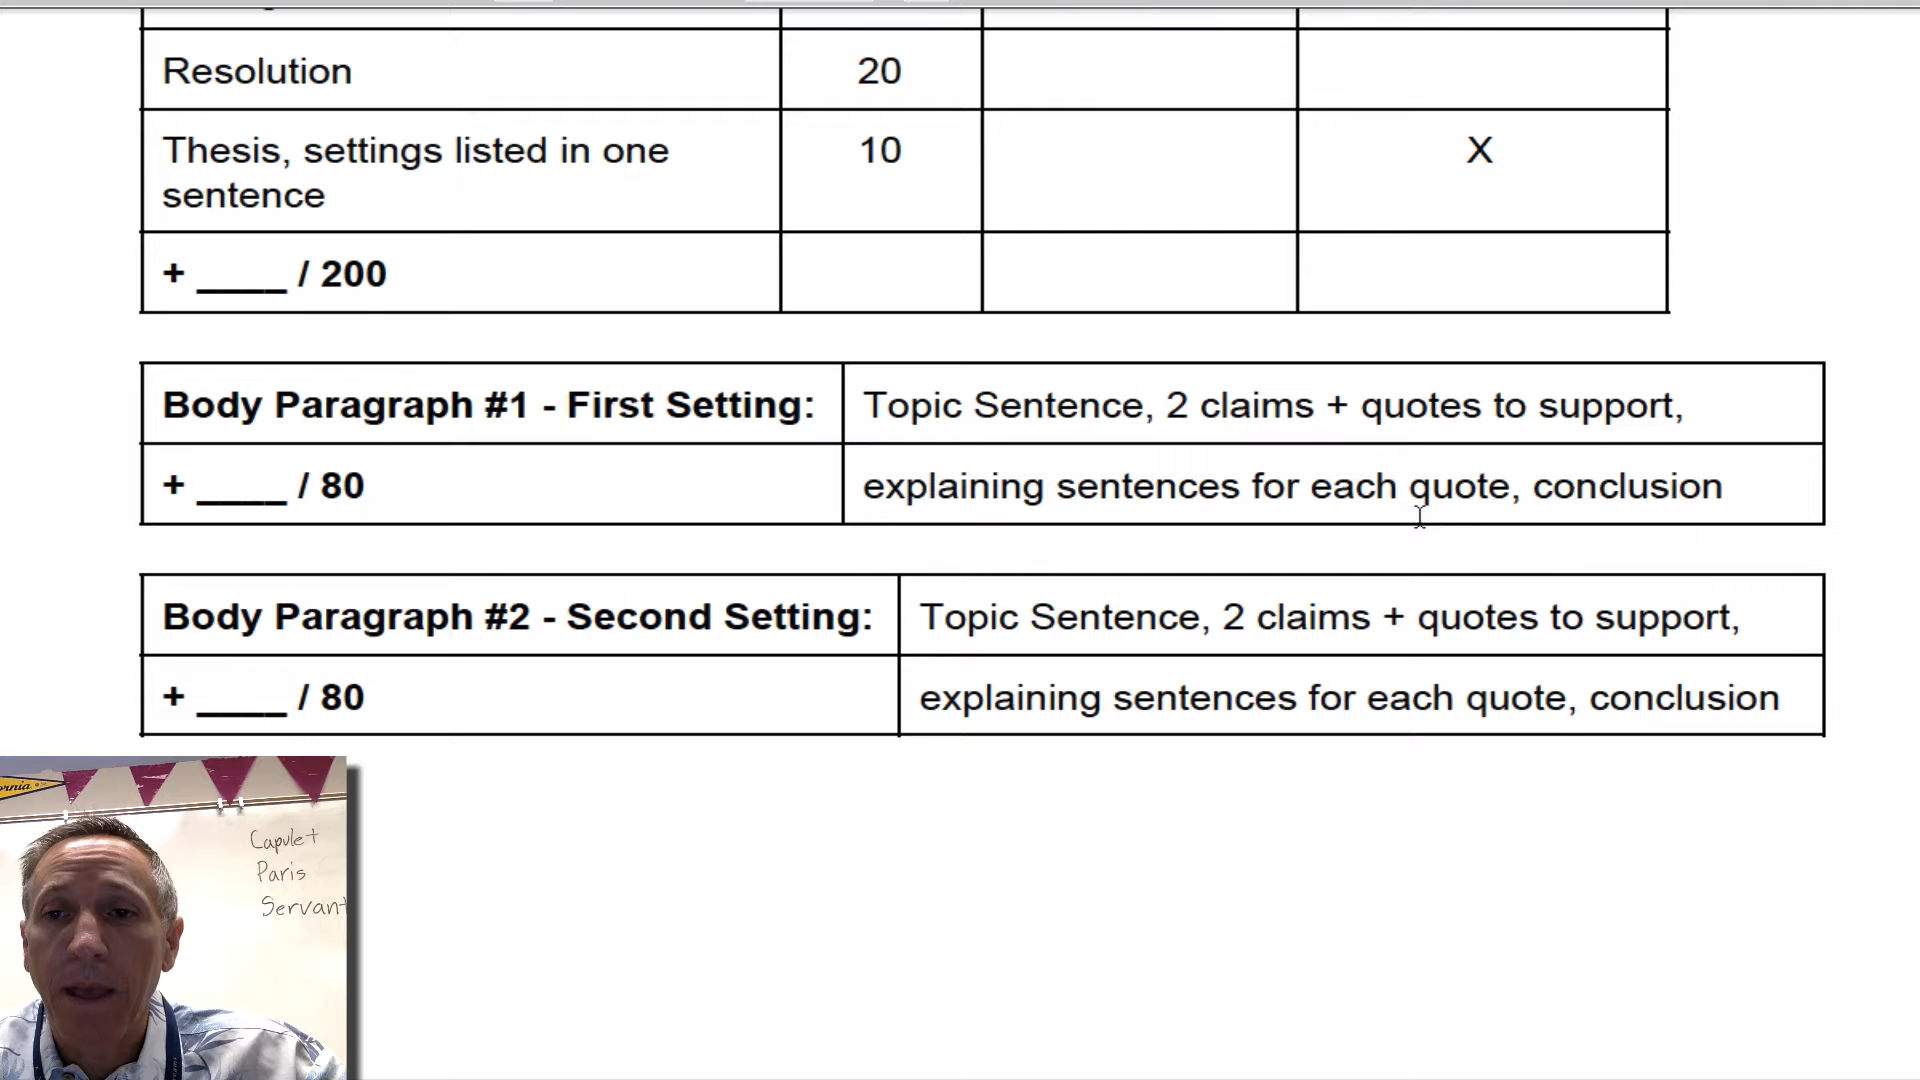 Resolution 20
Thesis, settings listed in one 10 X
sentence
+ ____ / 200
Body Paragraph #1 - First Setting: Topic Sentence, 2 claims + quotes to support,
+ ____ / 80 explaining sentences for each quote, conclusion
Body Paragraph #2 - Second Setting: Topic Sentence, 2 claims + quotes to support,
+ ____ / 80 explaining sentences for each quote, conclusion
ornia
Capulet
Paris
Servant